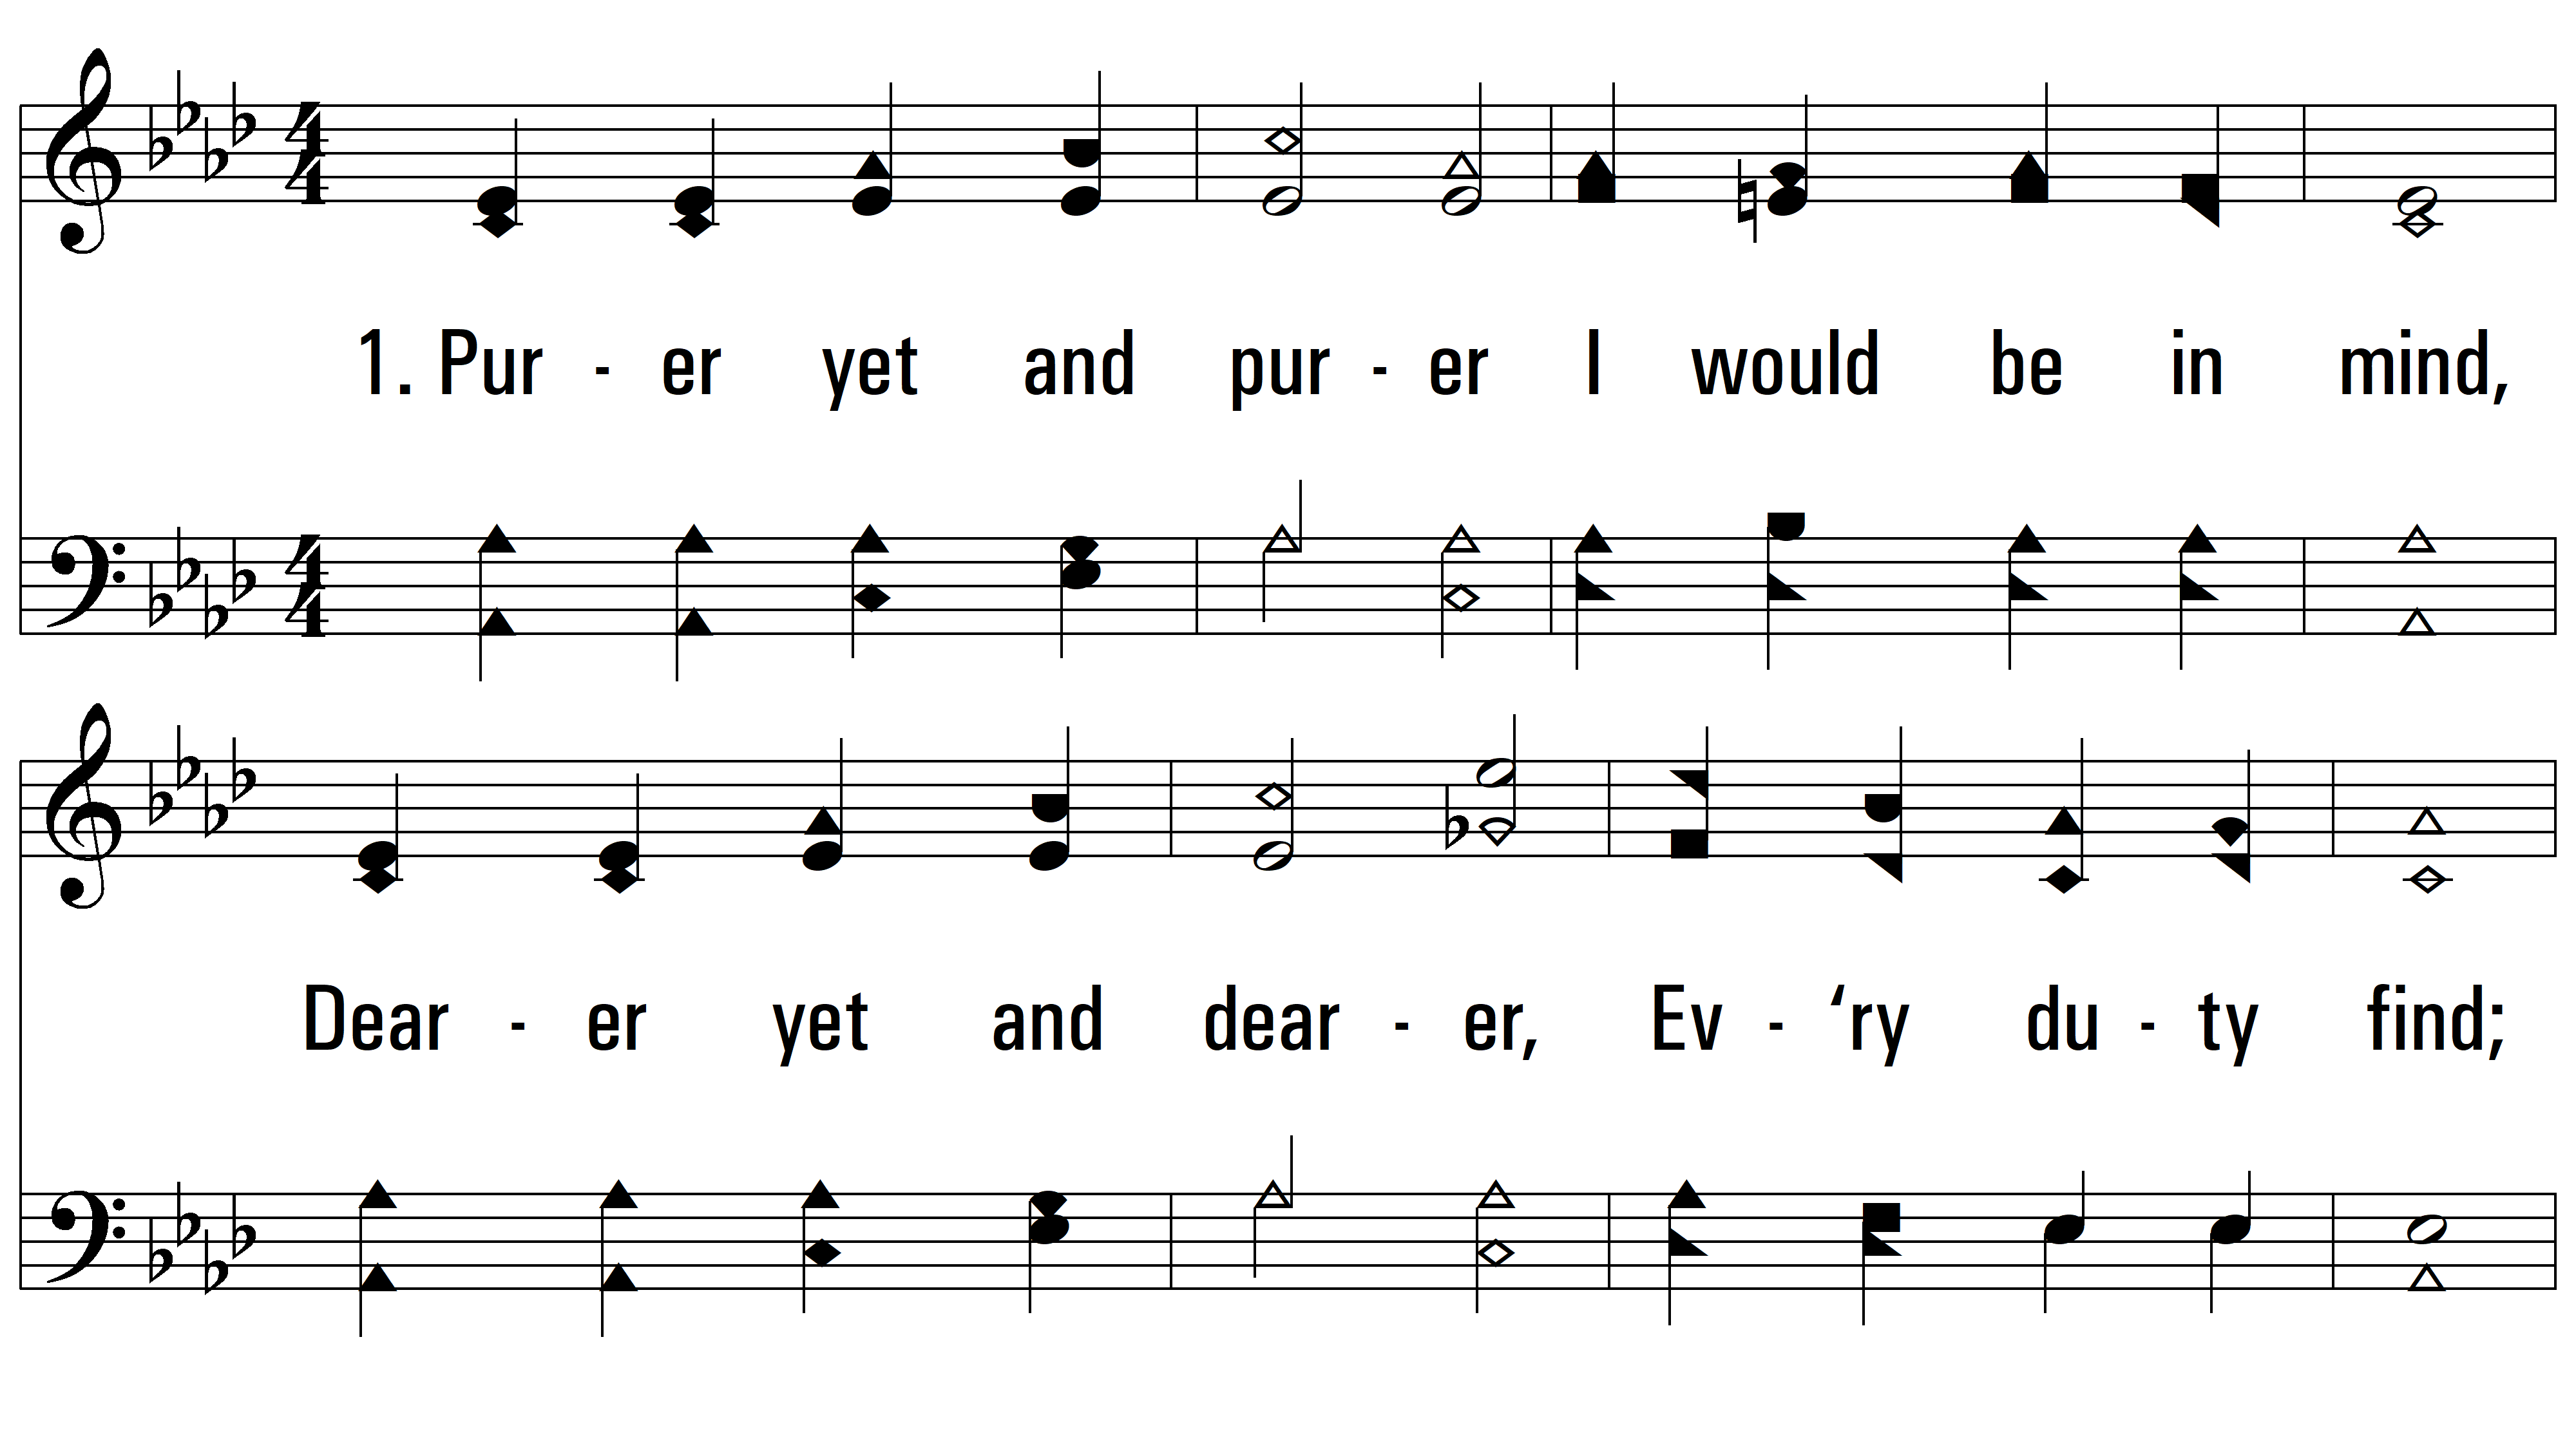 1. Pur - er yet and pur - er I would be in mind,
Dear - er yet and dear - er, Ev - ‘ry du - ty find;